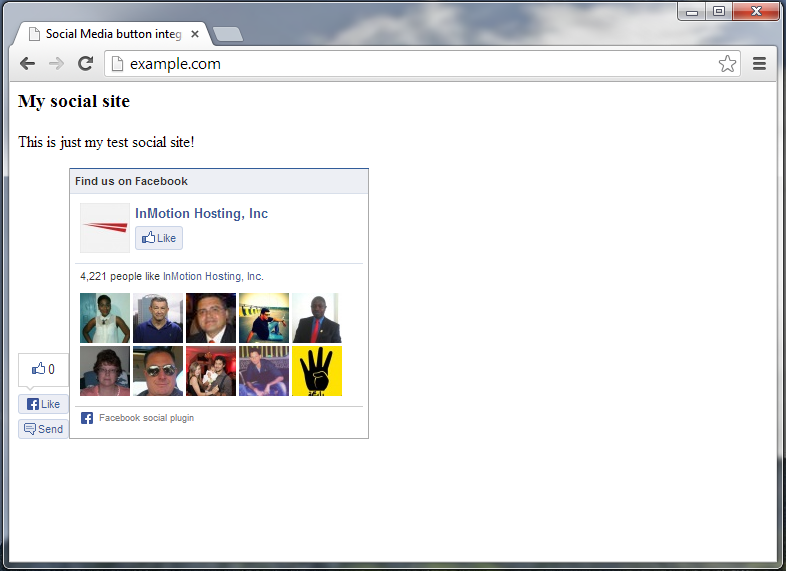 Social Media button integ
example.com
My social site
This is just my test social site!
Find us on Facebook
InMotion Hosting, Inc
Like
4,221 people like InMotion Hosting, Inc.
0
Like
Send
Facebook social plugin